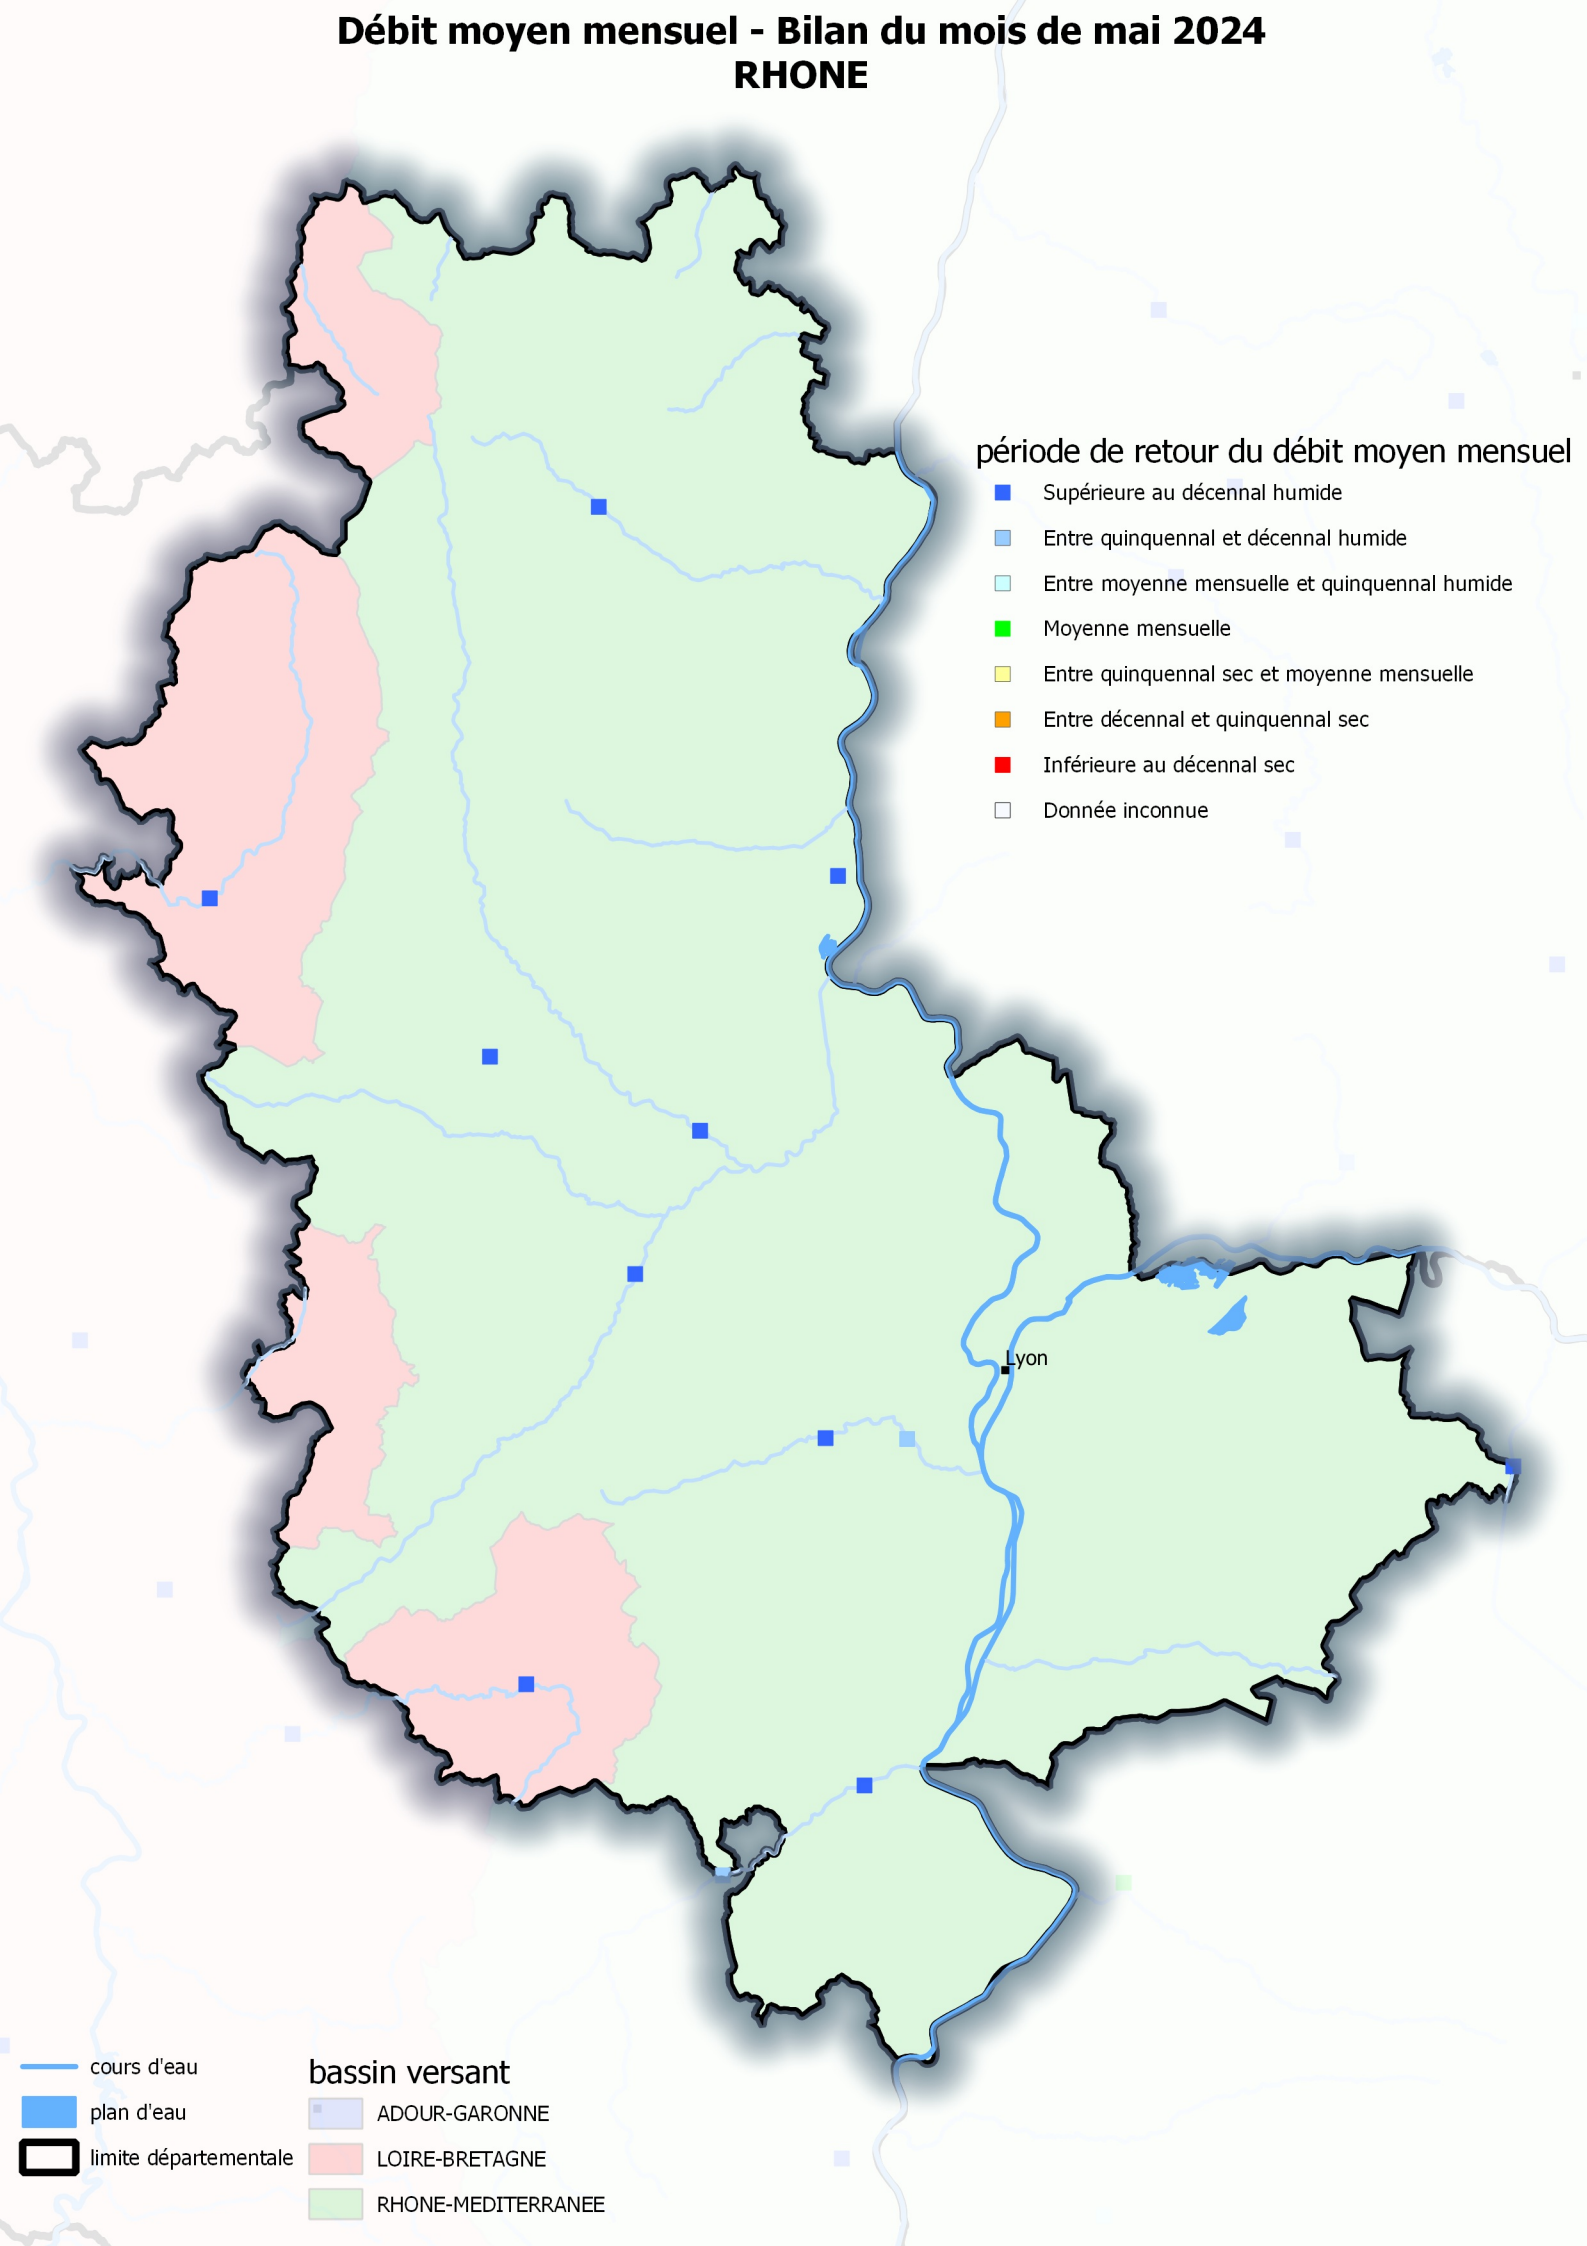 Débit moyen mensuel - Bilan du mois de mai 2024
RHONE
période de retour du débit moyen mensuel
Supérieure au décennal humide
Entre quinquennal et décennal humide
Entre moyenne mensuelle et quinquennal humide
Moyenne mensuelle
Entre quinquennal sec et moyenne mensuelle
Entre décennal et quinquennal sec
Inférieure au décennal sec
Donnée inconnue
Lyon
cours d'eau
plan d'eau
limite départementale
bassin versant
ADOUR-GARONNE
LOIRE-BRETAGNE
RHONE-MEDITERRANEE